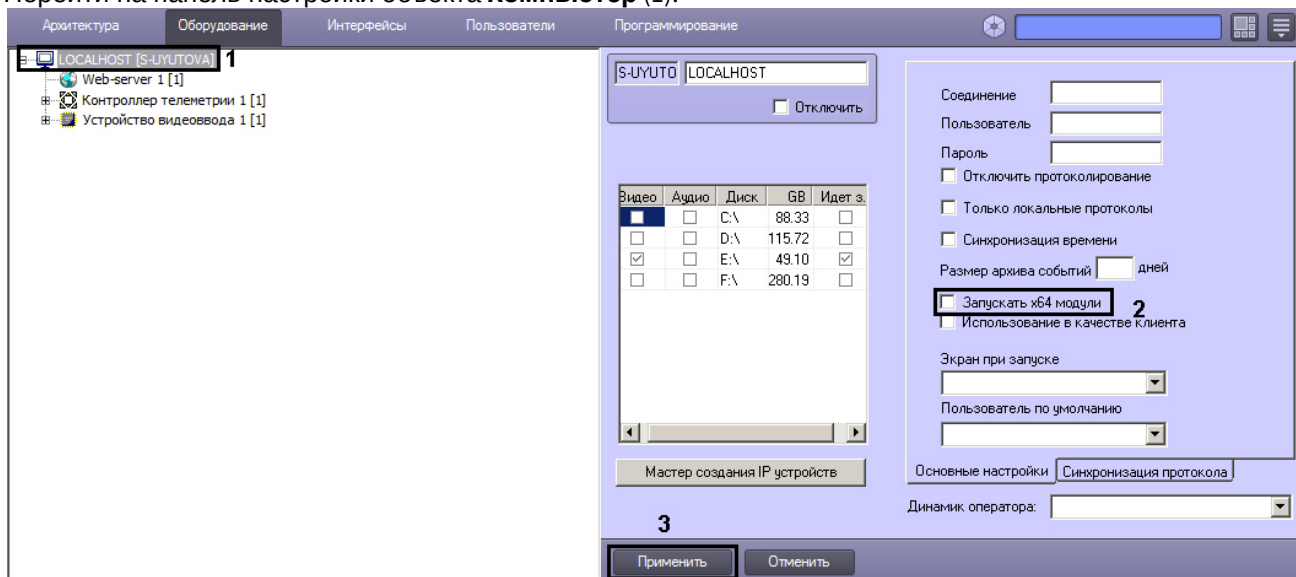 Перейти на панель настройки объекта Компьютер (1).
Архитектура Оборудование Интерфейсы Пользователи Программирование
LOCALHOST [S-UYUTOVA] 1
Web-server 1 [1]
Контроллер телеметрии 1 [1]
Устройство видеоввода 1 [1]
S-UYUTO LOCALHOST
Отключить
Видео Аудио Диск GB Идет з.
C:\ 88.33
D:\ 115.72
E:\ 49.10
F:\ 280.19
Мастер создания IP устройств
Соединение
Пользователь
Пароль
Отключить протоколирование
Только локальные протоколы
Синхронизация времени
Размер архива событий дней
Запускать x64 модули 2
Использование в качестве клиента
Экран при запуске
Пользователь по умолчанию
Основные настройки Синхронизация протокола
Динамик оператора:
3
Применить Отменить